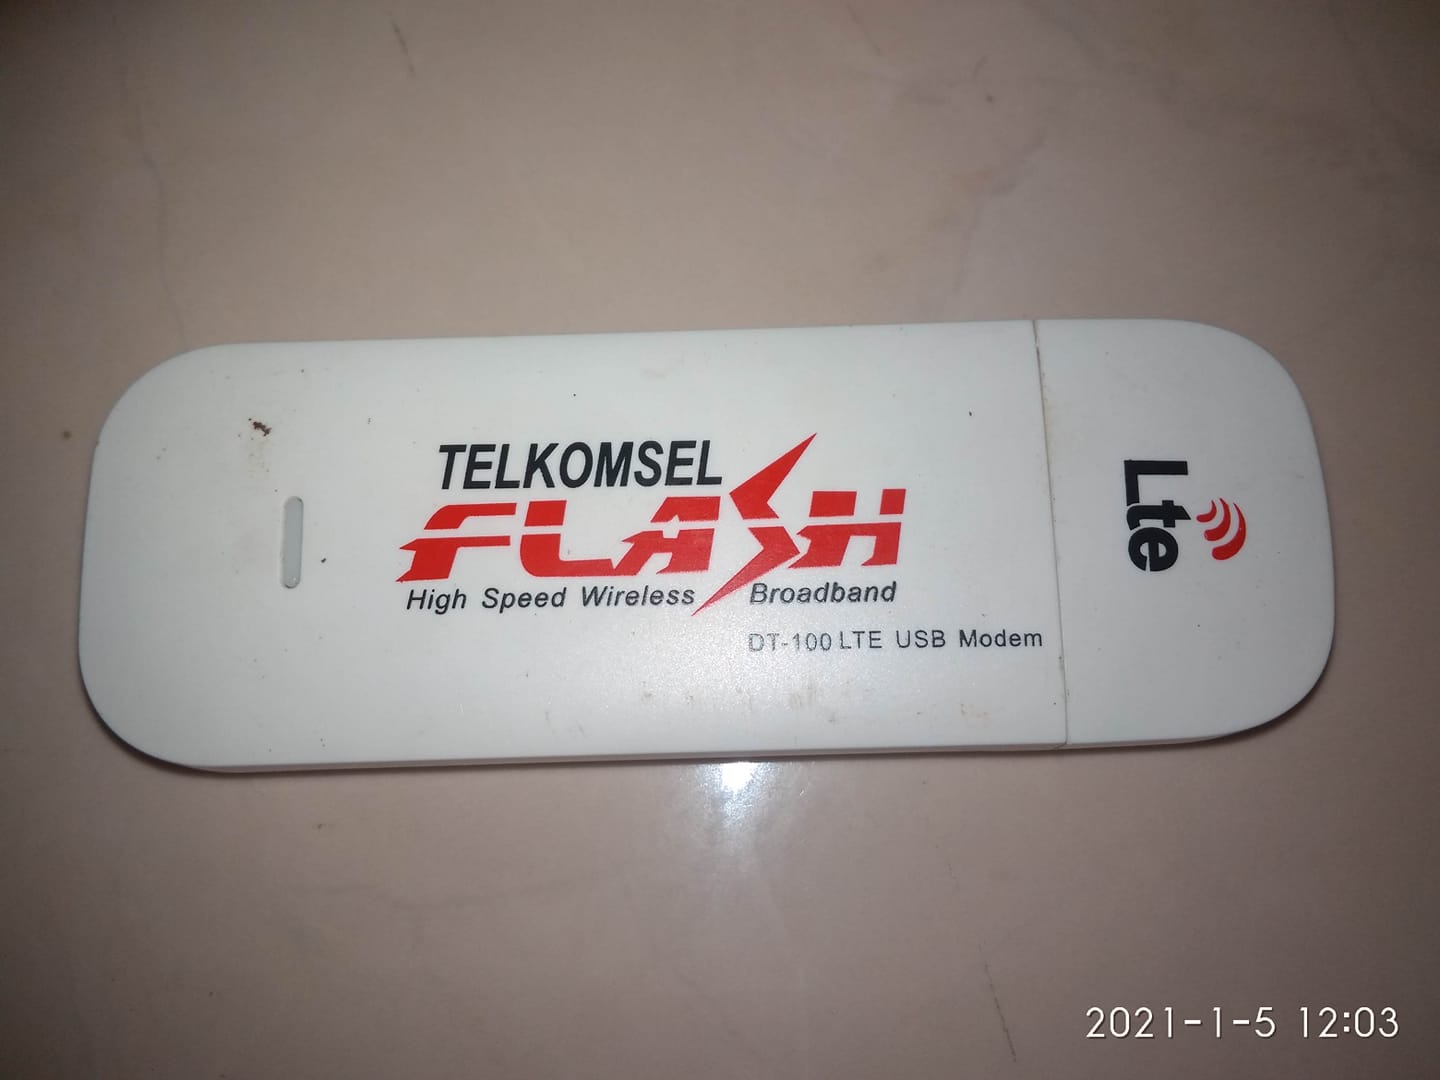 TELKOMSEL
FLASH
High Speed Wireless Broadband
DT-100 LTE USB Modem
Lte
2021-1-5 12:03